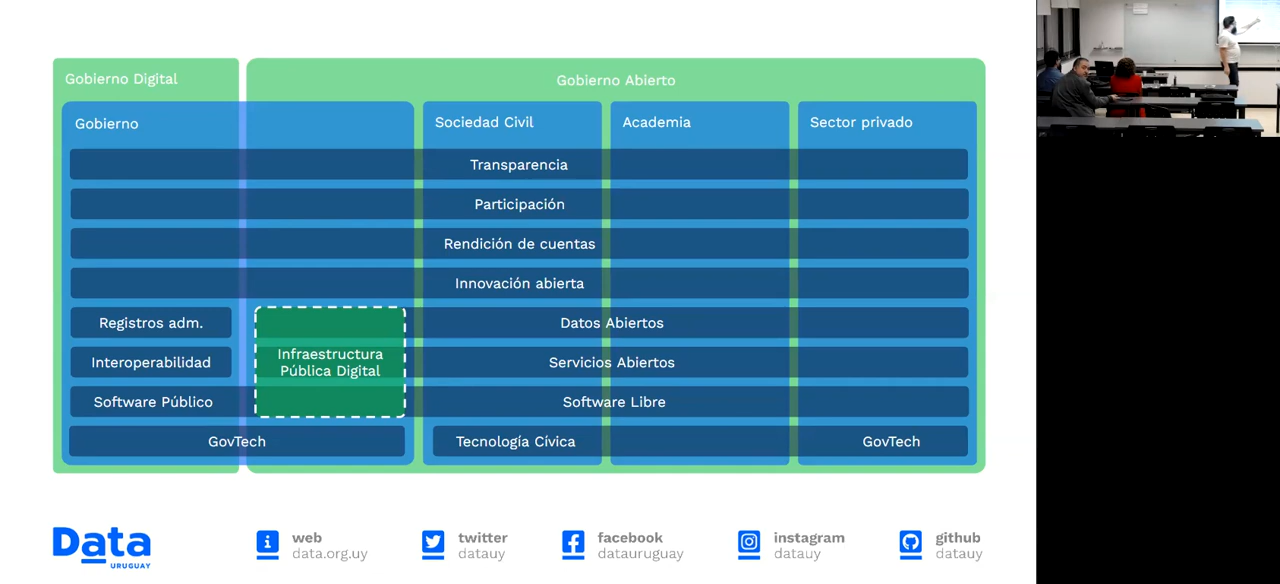 Gobierno Digital
Gobierno Abierto
Gobierno
Sociedad Civil
Academia
Sector privado
Transparencia
Participación
Rendición de cuentas
Innovación abierta
Registros adm.
Datos Abiertos
Interoperabilidad
Infraestructura
Pública Digital
Servicios Abiertos
Software Público
Software Libre
GovTech
Tecnología Cívica
GovTech
Data
URUGUAY
web
data.org.uy
twitter
datauy
facebook
datauruguay
instagram
datauy
github
datauy